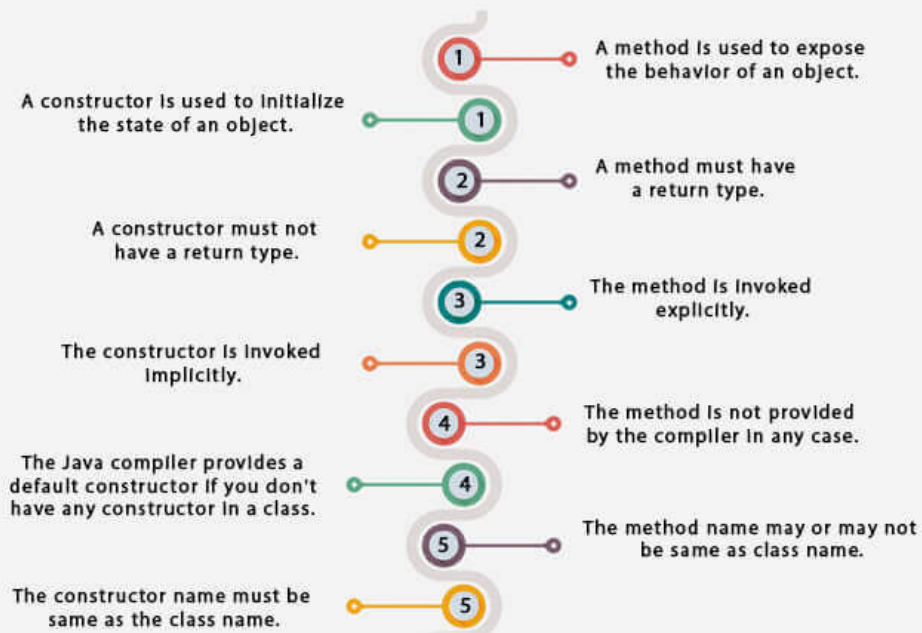 1
A method is used to expose
the behavior of an object.
A constructor is used to initialize
the state of an object.
1
2
A method must have
a return type.
A constructor must not
have a return type.
2
3
The method is invoked
explicitly.
The constructor is invoked
implicitly.
3
4
The method is not provided
by the compiler in any case.
The Java compiler provides a
default constructor if you don't
have any constructor in a class.
4
5
The method name may or may not
be same as class name.
The constructor name must be
same as the class name.
5